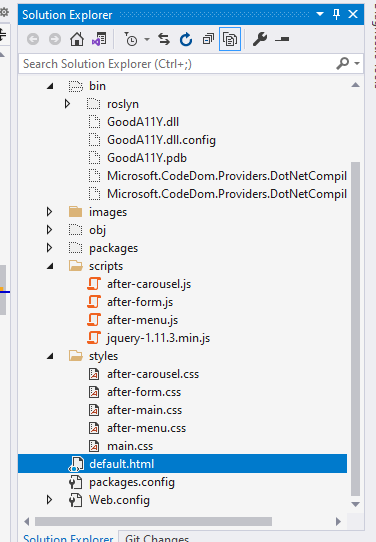 Solution Explorer
Search Solution Explorer (Ctrl+;)
bin
roslyn
GoodA11Y.dll
GoodA11Y.dll.config
GoodA11Y.pdb
Microsoft.CodeDom.Providers.DotNetCompil
Microsoft.CodeDom.Providers.DotNetCompil
images
obj
packages
scripts
after-carousel.js
after-form.js
after-menu.js
jquery-1.11.3.min.js
styles
after-carousel.css
after-form.css
after-main.css
after-menu.css
main.css
default.html
packages.config
Web.config
Solution Explorer Git Changes